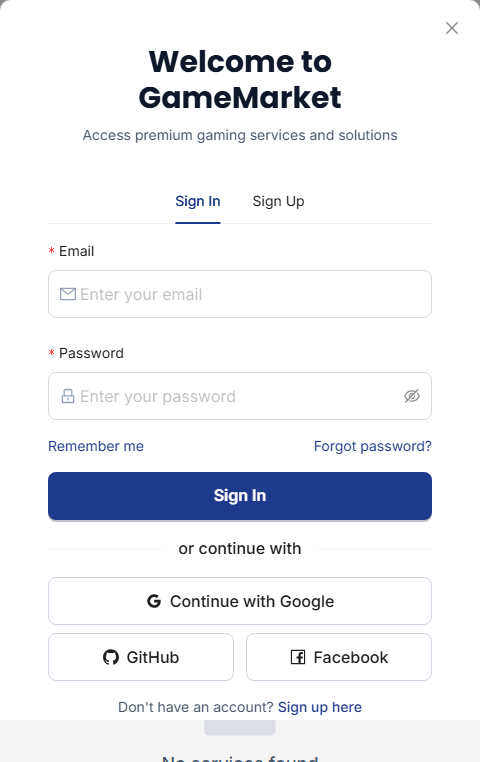 Welcome to
GameMarket
Access premium gaming services and solutions
Sign In
Sign Up
* Email
Enter your email
* Password
Enter your password
Remember me
Forgot password?
Sign In
or continue with
Continue with Google
GitHub
Facebook
Don't have an account? Sign up here
No services found